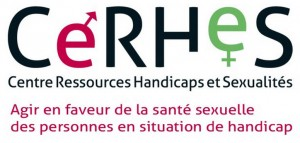 CeRHeS
Centre Ressources Handicaps et Sexualités
Agir en faveur de la santé sexuelle
des personnes en situation de handicap